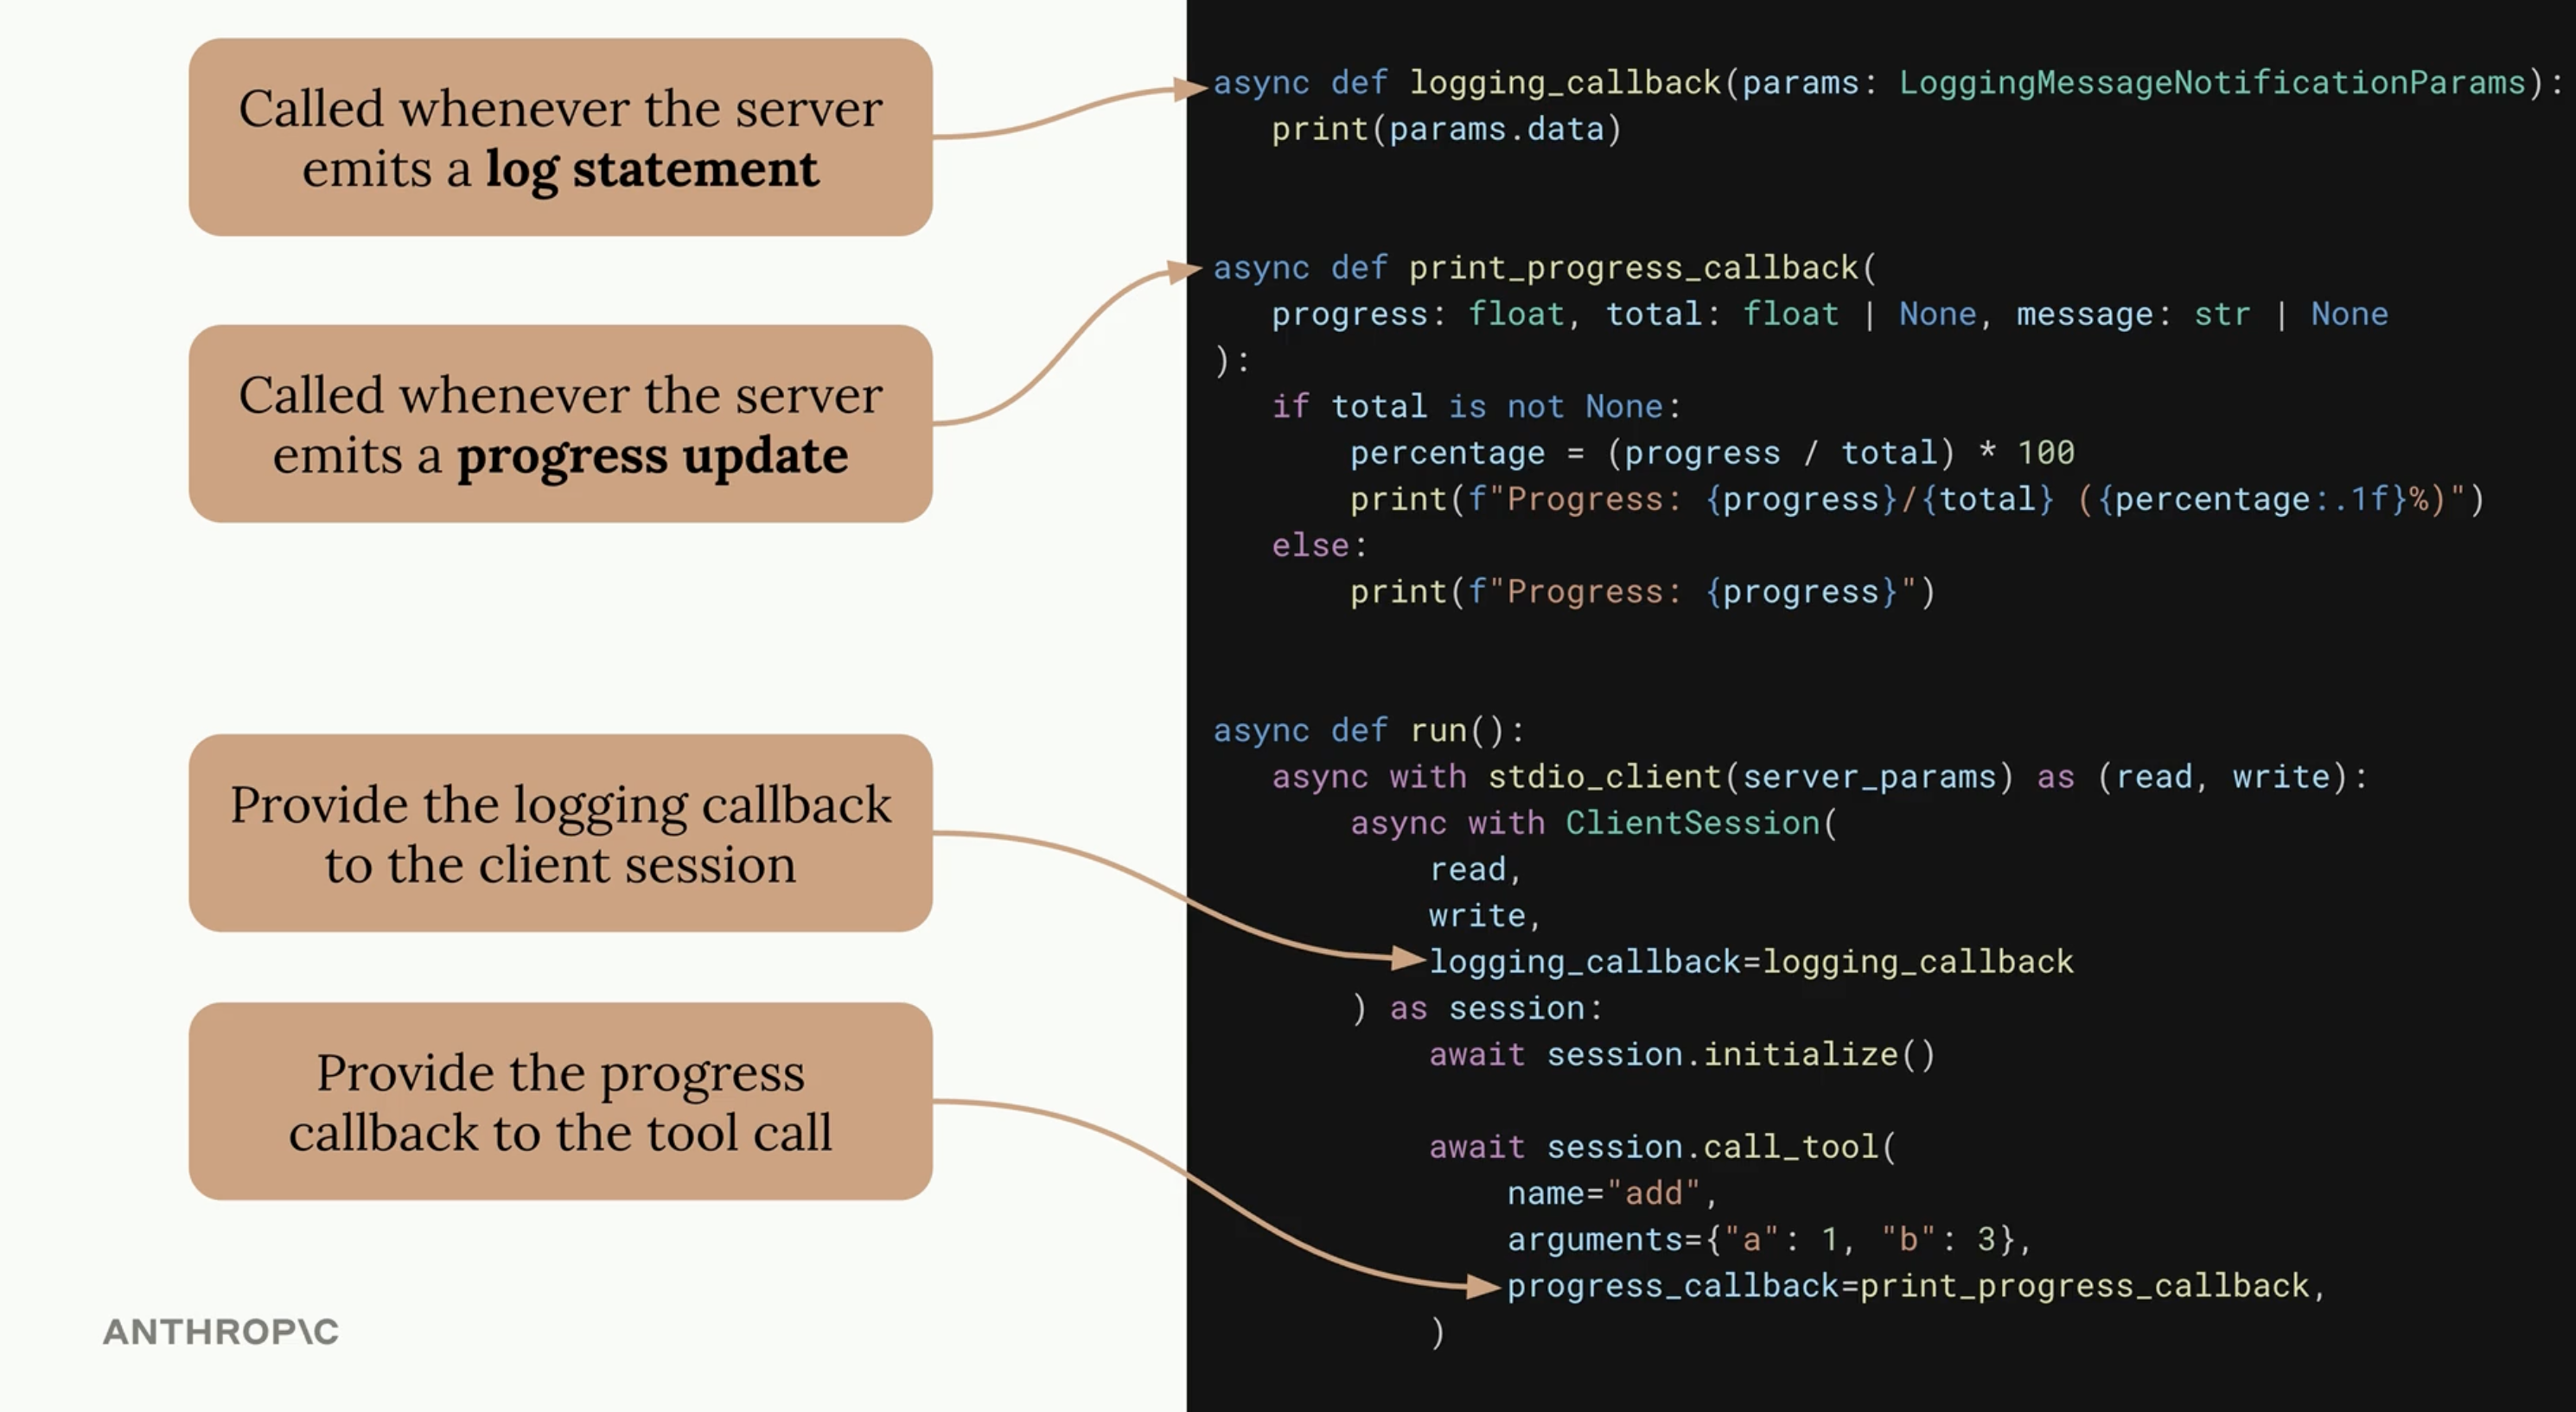 Called whenever the server
emits a log statement
Called whenever the server
emits a progress update
Provide the logging callback
to the client session
Provide the progress
callback to the tool call
ANTHROP\C
async def logging_callback(params: LoggingMessageNotificationParams):
   print(params.data)
async def print_progress_callback(
   progress: float, total: float | None, message: str | None
):
   if total is not None:
       percentage = (progress / total) * 100
       print(f"Progress: {progress}/{total} ({percentage:.1f}%)")
   else:
       print(f"Progress: {progress}")
async def run():
   async with stdio_client(server_params) as (read, write):
       async with ClientSession(
           read,
           write,
           logging_callback=logging_callback
       ) as session:
           await session.initialize()
           await session.call_tool(
               name="add",
               arguments={"a": 1, "b": 3},
               progress_callback=print_progress_callback,
           )